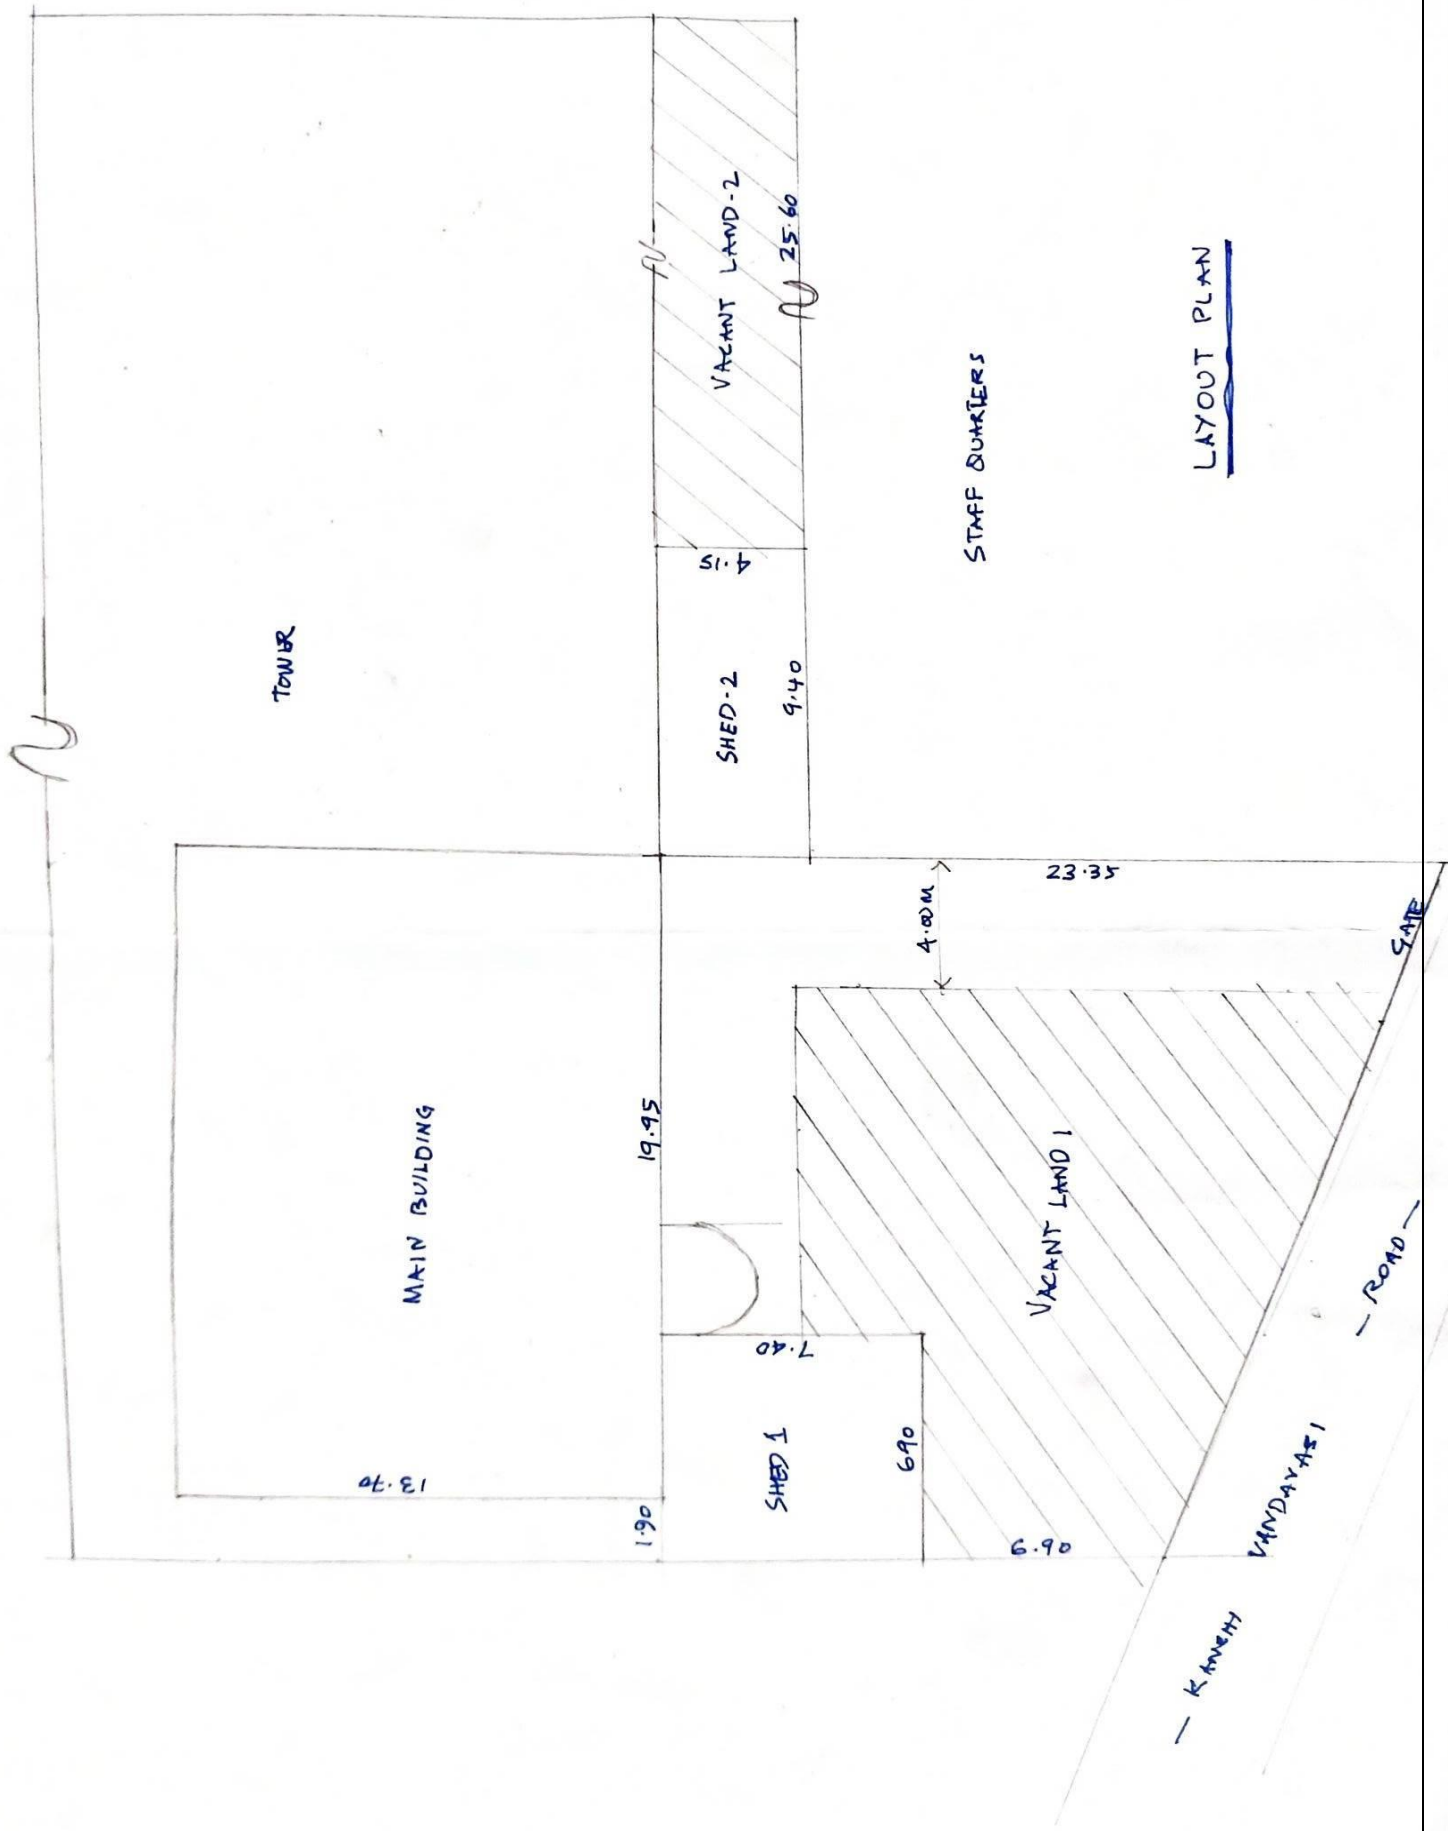 TOWER
MAIN BUILDING
13.70
1.90
19.95
SHED 1
7.40
690
6.90
VACANT LAND 1
4.00M
23.35
GATE
SHED-2
9.40
4.15
VACANT LAND-2
25.60
STAFF QUARTERS
— KANCHI VANDAVASI — ROAD —
LAYOUT PLAN